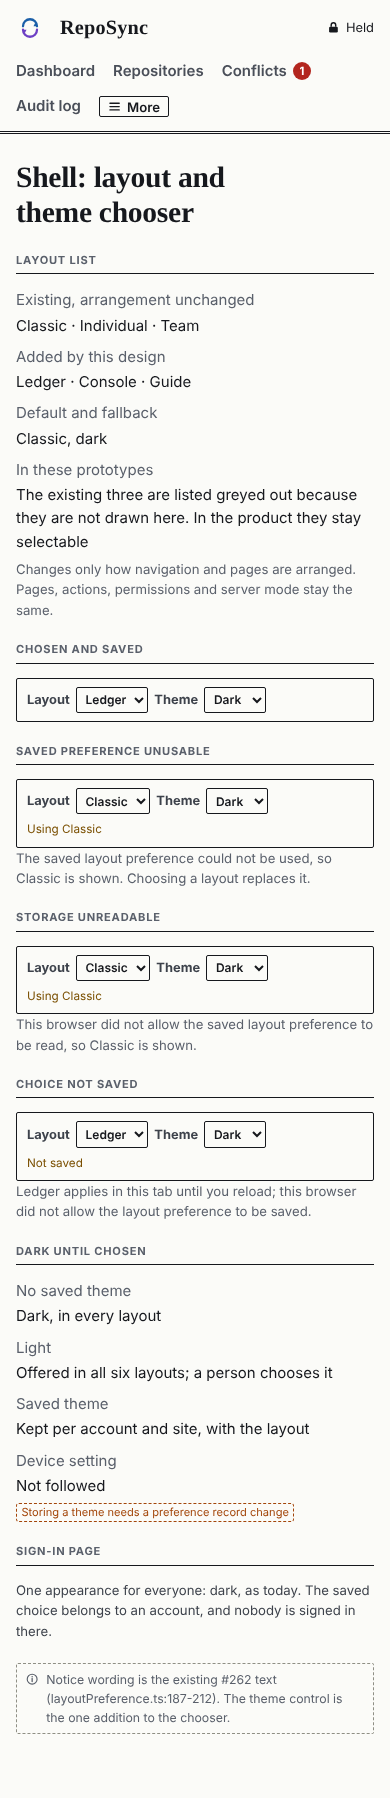 RepoSync
Held
Dashboard Repositories Conflicts 1
Audit log More
Shell: layout and
theme chooser
LAYOUT LIST
Existing, arrangement unchanged
Classic · Individual · Team
Added by this design
Ledger · Console · Guide
Default and fallback
Classic, dark
In these prototypes
The existing three are listed greyed out because
they are not drawn here. In the product they stay
selectable
Changes only how navigation and pages are arranged.
Pages, actions, permissions and server mode stay the
same.
CHOSEN AND SAVED
Layout Ledger Theme Dark
SAVED PREFERENCE UNUSABLE
Layout Classic Theme Dark
Using Classic
The saved layout preference could not be used, so
Classic is shown. Choosing a layout replaces it.
STORAGE UNREADABLE
Layout Classic Theme Dark
Using Classic
This browser did not allow the saved layout preference to
be read, so Classic is shown.
CHOICE NOT SAVED
Layout Ledger Theme Dark
Not saved
Ledger applies in this tab until you reload; this browser
did not allow the layout preference to be saved.
DARK UNTIL CHOSEN
No saved theme
Dark, in every layout
Light
Offered in all six layouts; a person chooses it
Saved theme
Kept per account and site, with the layout
Device setting
Not followed
Storing a theme needs a preference record change
SIGN-IN PAGE
One appearance for everyone: dark, as today. The saved
choice belongs to an account, and nobody is signed in
there.
Notice wording is the existing #262 text
(layoutPreference.ts:187-212). The theme control is
the one addition to the chooser.